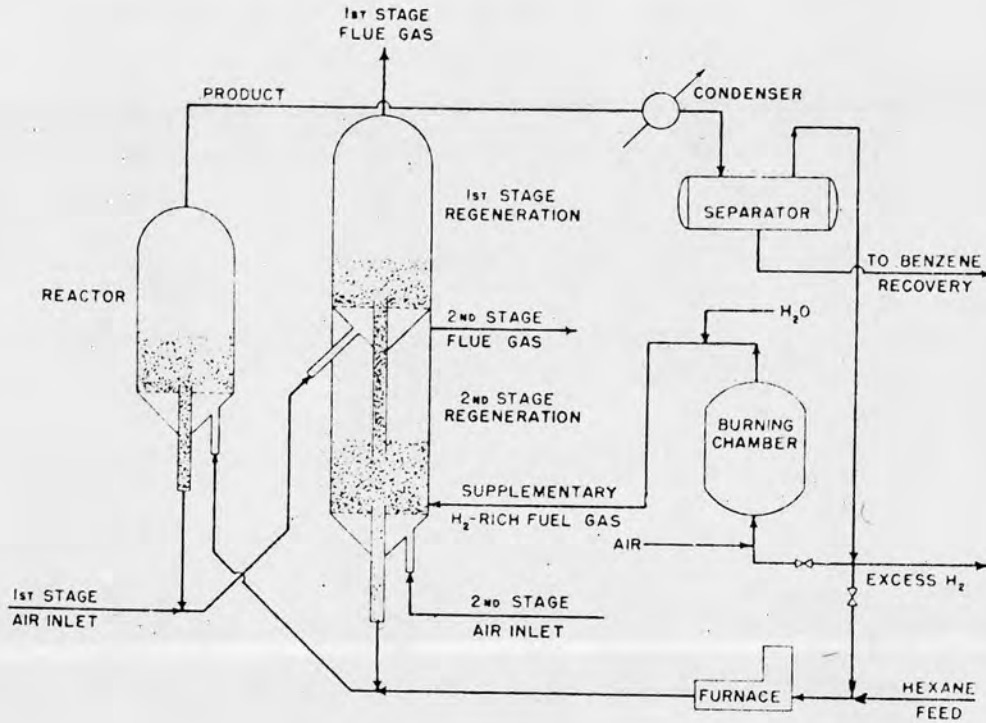 1ST STAGE
FLUE GAS
PRODUCT
CONDENSER
1ST STAGE
REGENERATION
SEPARATOR
TO BENZENE
RECOVERY
REACTOR
H₂O
2ND STAGE
FLUE GAS
2ND STAGE
REGENERATION
BURNING
CHAMBER
SUPPLEMENTARY
H₂-RICH FUEL GAS
AIR
EXCESS H₂
1ST STAGE
AIR INLET
2ND STAGE
AIR INLET
FURNACE
HEXANE
FEED